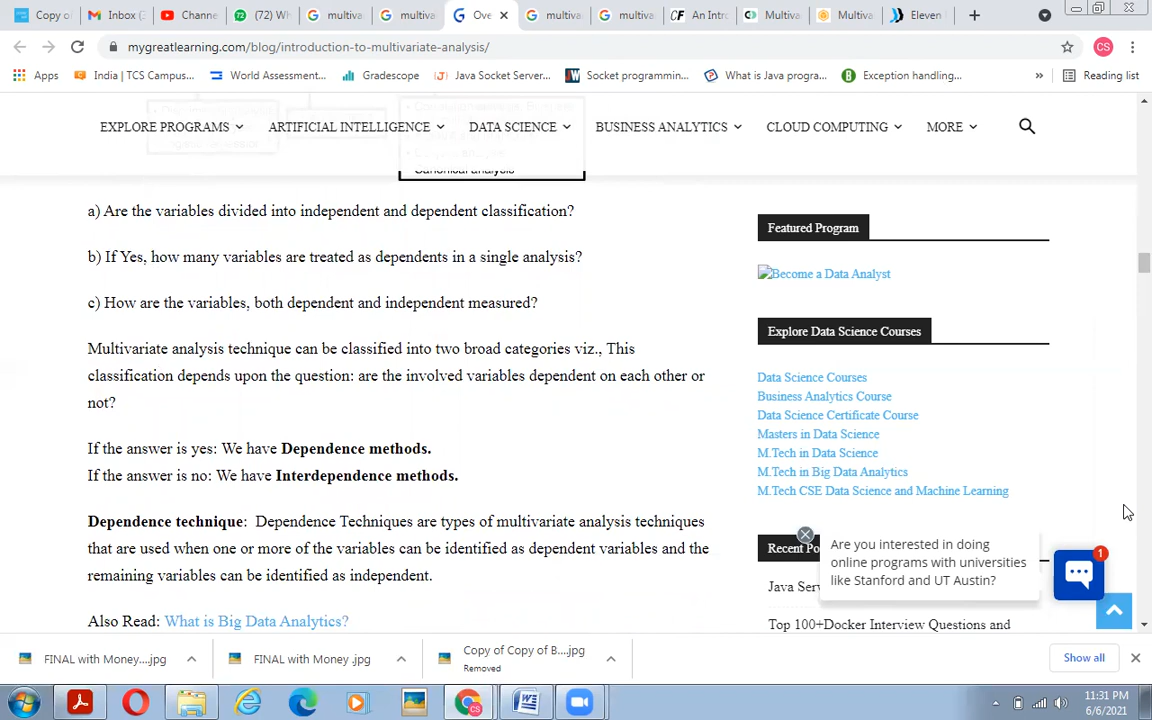 Copy of
Inbox (
Channe
(72) Wh
multiva
multiva
Ove
multiva
multiva
An Intro
Multiva
Multiva
Eleven
mygreatlearning.com/blog/introduction-to-multivariate-analysis/
CS
Apps
India | TCS Campus...
World Assessment...
Gradescope
Java Socket Server...
Socket programmin...
What is Java progra...
Exception handling...
»
Reading list
EXPLORE PROGRAMS
ARTIFICIAL INTELLIGENCE
DATA SCIENCE
BUSINESS ANALYTICS
CLOUD COMPUTING
MORE
Canonical analysis
a) Are the variables divided into independent and dependent classification?
b) If Yes, how many variables are treated as dependents in a single analysis?
c) How are the variables, both dependent and independent measured?
Multivariate analysis technique can be classified into two broad categories viz., This
classification depends upon the question: are the involved variables dependent on each other or
not?
If the answer is yes: We have Dependence methods.
If the answer is no: We have Interdependence methods.
Dependence technique:  Dependence Techniques are types of multivariate analysis techniques
that are used when one or more of the variables can be identified as dependent variables and the
remaining variables can be identified as independent.
Also Read: What is Big Data Analytics?
Featured Program
Become a Data Analyst
Explore Data Science Courses
Data Science Courses
Business Analytics Course
Data Science Certificate Course
Masters in Data Science
M.Tech in Data Science
M.Tech in Big Data Analytics
M.Tech CSE Data Science and Machine Learning
Recent Po
Are you interested in doing
online programs with universities
like Stanford and UT Austin?
1
Java Serv
Top 100+Docker Interview Questions and
FINAL with Money....jpg
FINAL with Money .jpg
Copy of Copy of B....jpg
Removed
Show all
11:31 PM
6/6/2021